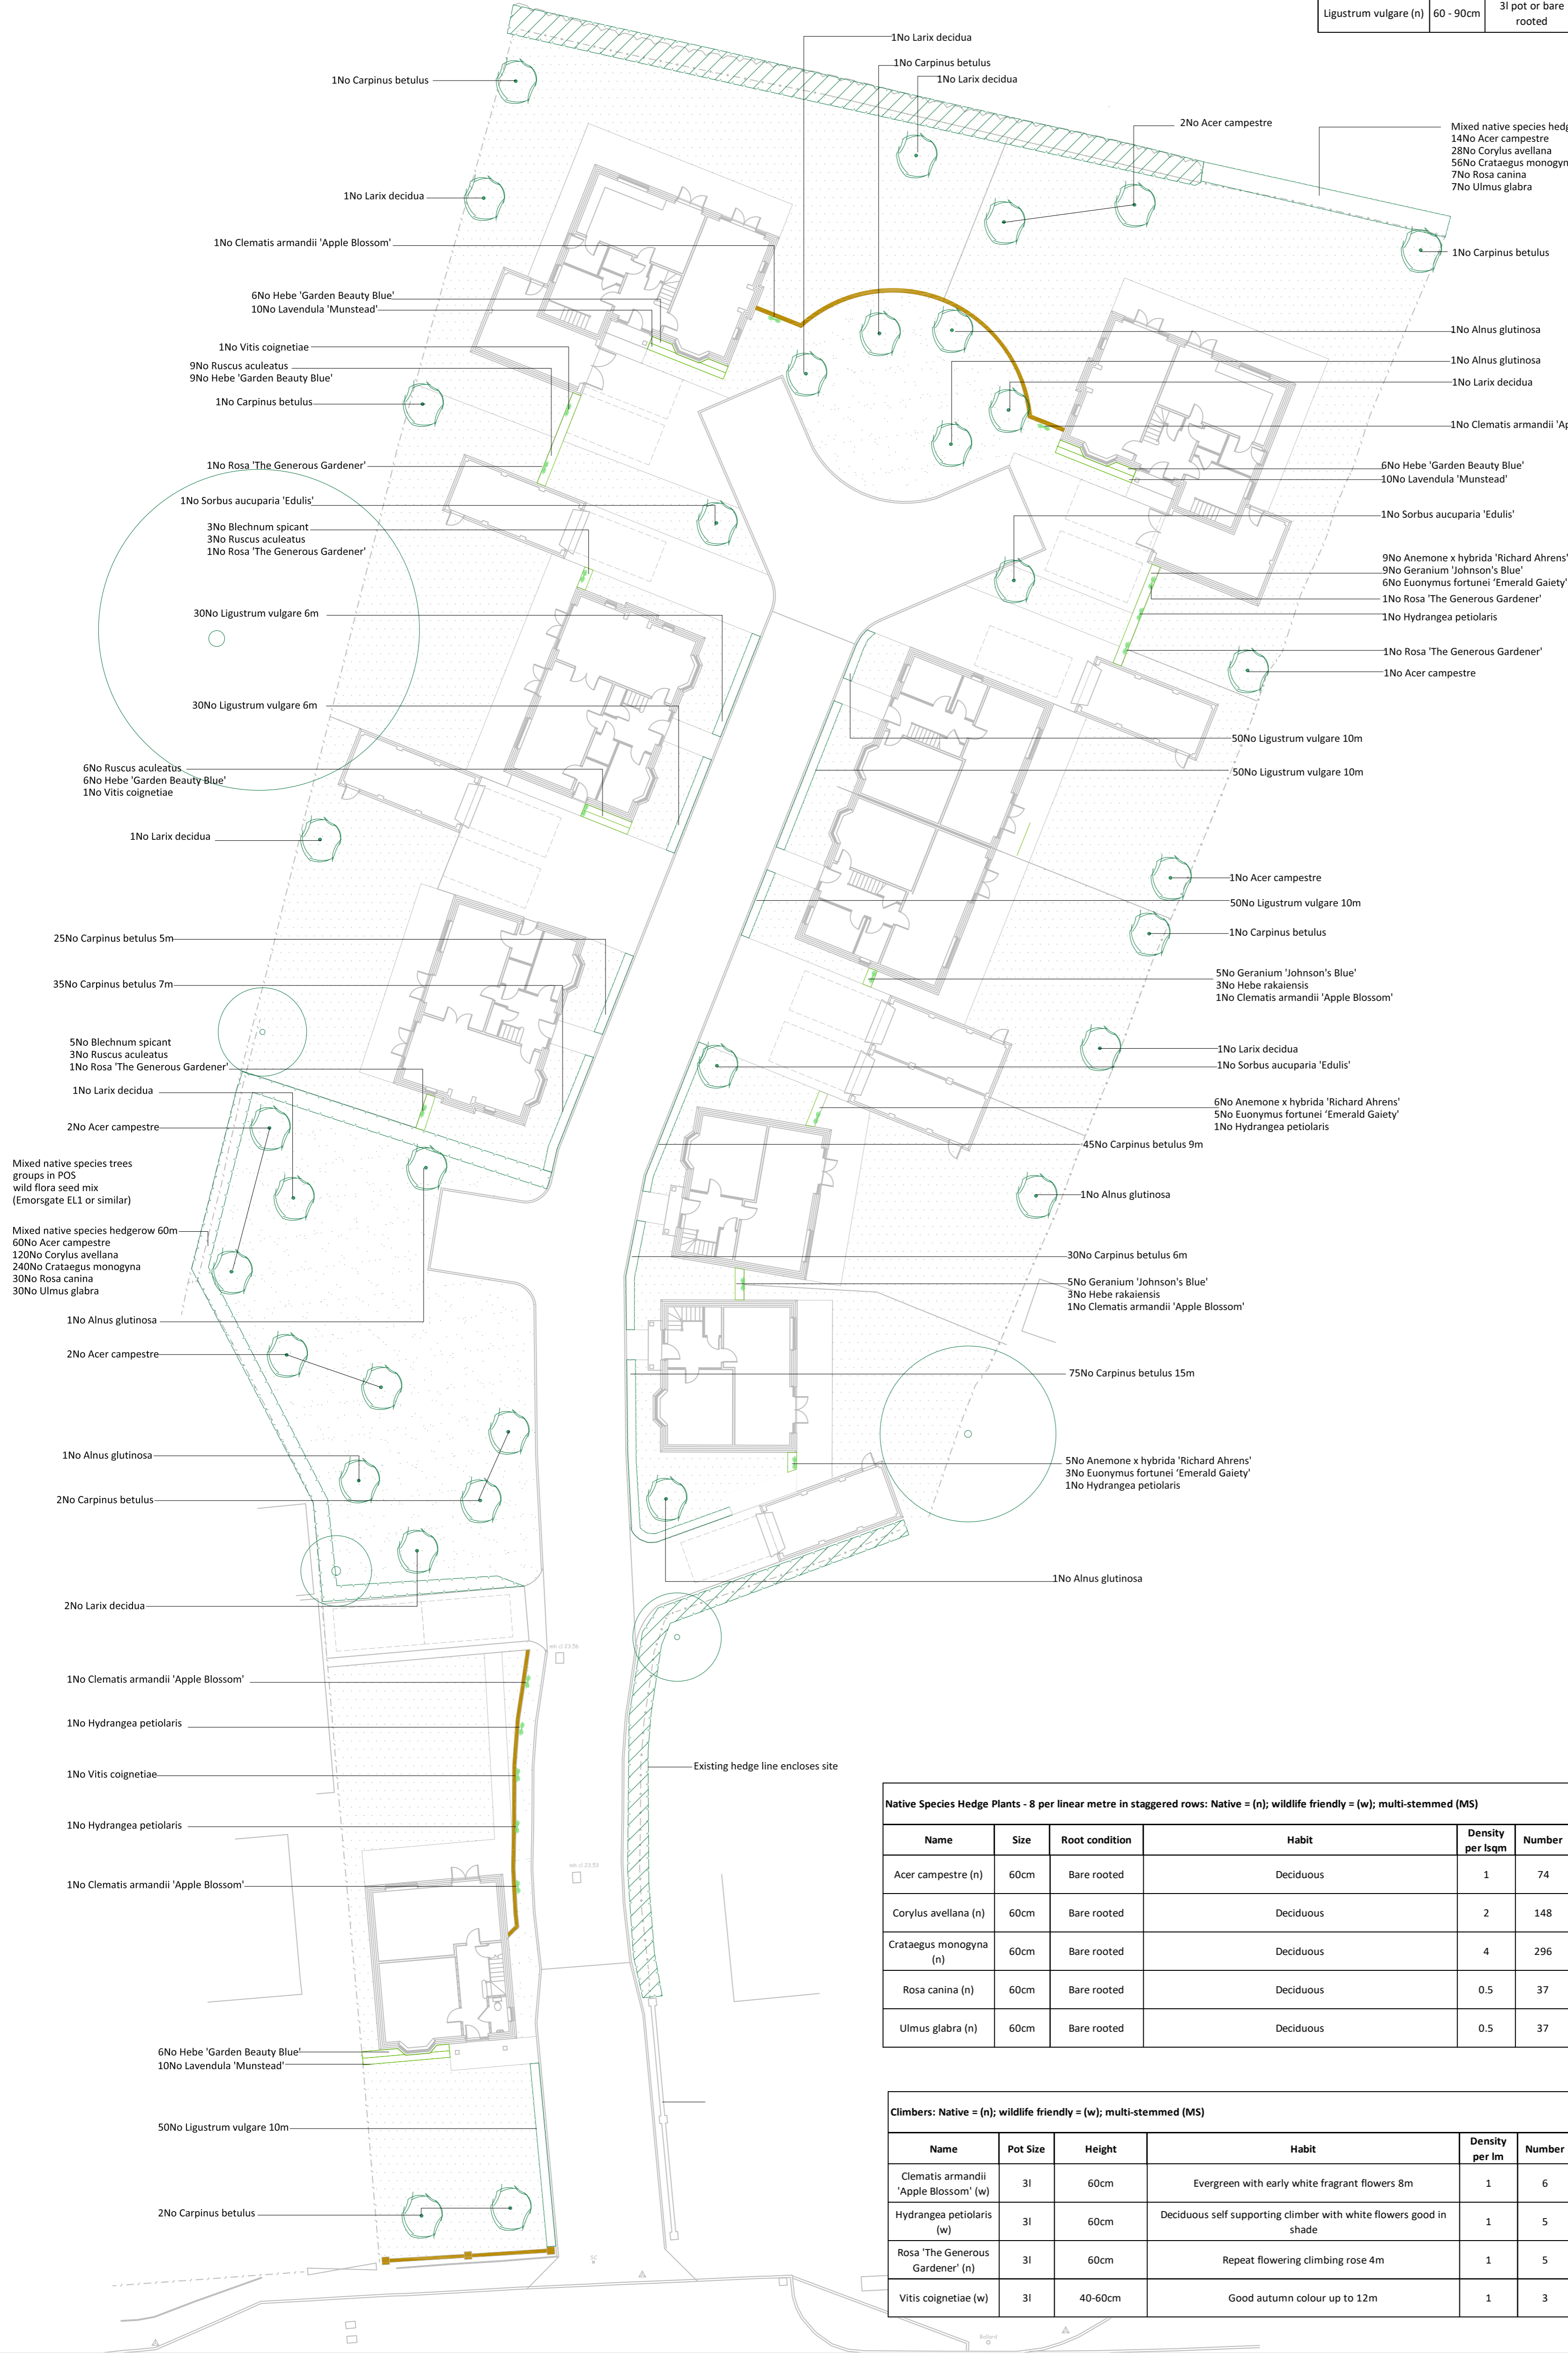 Ligustrum vulgare (n) 60 - 90cm 3l pot or bare
rooted
1No Larix decidua
1No Carpinus betulus
1No Larix decidua
1No Carpinus betulus
2No Acer campestre
Mixed native species hedg
14No Acer campestre
28No Corylus avellana
56No Crataegus monogyn
7No Rosa canina
7No Ulmus glabra
1No Larix decidua
1No Clematis armandii 'Apple Blossom'
1No Carpinus betulus
6No Hebe 'Garden Beauty Blue'
10No Lavendula 'Munstead'
1No Alnus glutinosa
1No Vitis coignetiae
1No Alnus glutinosa
9No Ruscus aculeatus
9No Hebe 'Garden Beauty Blue'
1No Larix decidua
1No Carpinus betulus
1No Clematis armandii 'Ap
1No Rosa 'The Generous Gardener'
6No Hebe 'Garden Beauty Blue'
10No Lavendula 'Munstead'
1No Sorbus aucuparia 'Edulis'
1No Sorbus aucuparia 'Edulis'
3No Blechnum spicant
3No Ruscus aculeatus
1No Rosa 'The Generous Gardener'
9No Anemone x hybrida 'Richard Ahrens'
9No Geranium 'Johnson's Blue'
6No Euonymus fortunei ‘Emerald Gaiety'
1No Rosa 'The Generous Gardener'
30No Ligustrum vulgare 6m
1No Hydrangea petiolaris
1No Rosa 'The Generous Gardener'
1No Acer campestre
30No Ligustrum vulgare 6m
50No Ligustrum vulgare 10m
6No Ruscus aculeatus
6No Hebe 'Garden Beauty Blue'
1No Vitis coignetiae
50No Ligustrum vulgare 10m
1No Larix decidua
1No Acer campestre
50No Ligustrum vulgare 10m
25No Carpinus betulus 5m
1No Carpinus betulus
35No Carpinus betulus 7m
5No Geranium 'Johnson's Blue'
3No Hebe rakaiensis
1No Clematis armandii 'Apple Blossom'
5No Blechnum spicant
3No Ruscus aculeatus
1No Rosa 'The Generous Gardener'
1No Larix decidua
1No Sorbus aucuparia 'Edulis'
1No Larix decidua
6No Anemone x hybrida 'Richard Ahrens'
5No Euonymus fortunei ‘Emerald Gaiety'
1No Hydrangea petiolaris
2No Acer campestre
45No Carpinus betulus 9m
Mixed native species trees
groups in POS
wild flora seed mix
(Emorsgate EL1 or similar)
1No Alnus glutinosa
Mixed native species hedgerow 60m
60No Acer campestre
120No Corylus avellana
240No Crataegus monogyna
30No Rosa canina
30No Ulmus glabra
30No Carpinus betulus 6m
5No Geranium 'Johnson's Blue'
3No Hebe rakaiensis
1No Clematis armandii 'Apple Blossom'
1No Alnus glutinosa
2No Acer campestre
75No Carpinus betulus 15m
1No Alnus glutinosa
5No Anemone x hybrida 'Richard Ahrens'
3No Euonymus fortunei ‘Emerald Gaiety'
1No Hydrangea petiolaris
2No Carpinus betulus
1No Alnus glutinosa
2No Larix decidua
mh cl 23.56
1No Clematis armandii 'Apple Blossom'
1No Hydrangea petiolaris
Existing hedge line encloses site
1No Vitis coignetiae
1No Hydrangea petiolaris
mh cl 23.53
1No Clematis armandii 'Apple Blossom'
Native Species Hedge Plants - 8 per linear metre in staggered rows: Native = (n); wildlife friendly = (w); multi-stemmed (MS)
Name Size Root condition Habit Density per lsqm Number
Acer campestre (n) 60cm Bare rooted Deciduous 1 74
Corylus avellana (n) 60cm Bare rooted Deciduous 2 148
Crataegus monogyna (n) 60cm Bare rooted Deciduous 4 296
Rosa canina (n) 60cm Bare rooted Deciduous 0.5 37
Ulmus glabra (n) 60cm Bare rooted Deciduous 0.5 37
6No Hebe 'Garden Beauty Blue'
10No Lavendula 'Munstead'
50No Ligustrum vulgare 10m
2No Carpinus betulus
Climbers: Native = (n); wildlife friendly = (w); multi-stemmed (MS)
Name Pot Size Height Habit Density per lm Number
Clematis armandii 'Apple Blossom' (w) 3l 60cm Evergreen with early white fragrant flowers 8m 1 6
Hydrangea petiolaris (w) 3l 60cm Deciduous self supporting climber with white flowers good in shade 1 5
Rosa 'The Generous Gardener' (n) 3l 60cm Repeat flowering climbing rose 4m 1 5
Vitis coignetiae (w) 3l 40-60cm Good autumn colour up to 12m 1 3
SC
Bollard